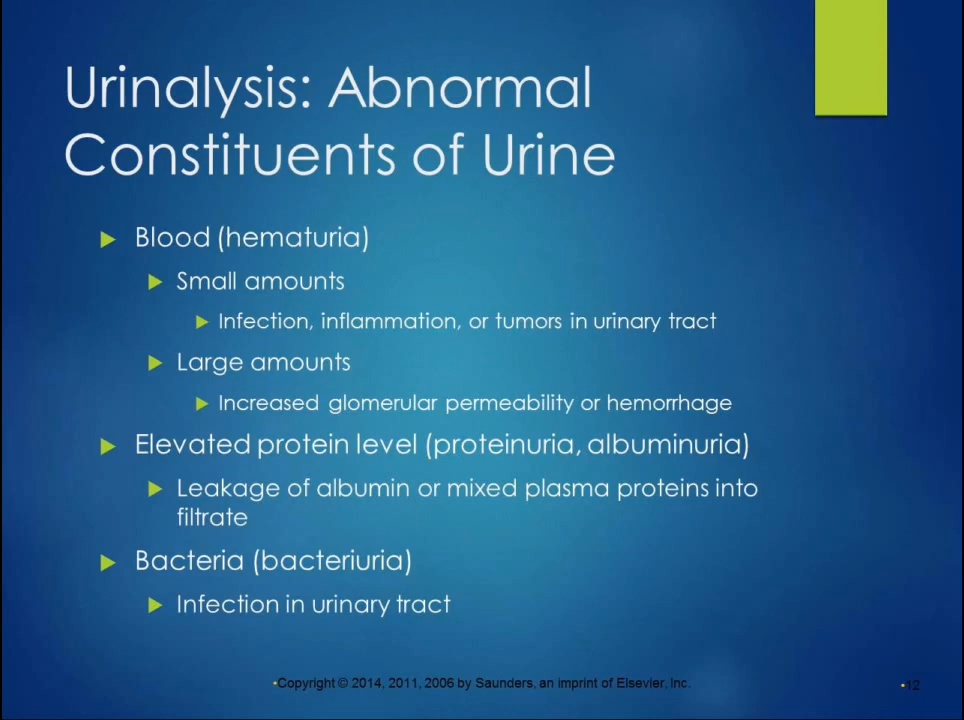 Urinalysis: Abnormal
Constituents of Urine
Blood (hematuria)
Small amounts
Infection, inflammation, or tumors in urinary tract
Large amounts
Increased glomerular permeability or hemorrhage
Elevated protein level (proteinuria, albuminuria)
Leakage of albumin or mixed plasma proteins into
filtrate
Bacteria (bacteriuria)
Infection in urinary tract
•Copyright © 2014, 2011, 2006 by Saunders, an imprint of Elsevier, Inc.
•12